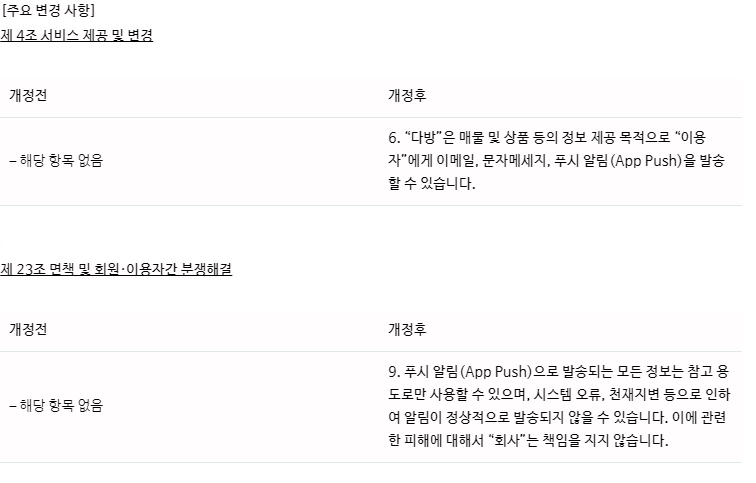 [주요 변경 사항]
제 4조 서비스 제공 및 변경
개정전
개정후
– 해당 항목 없음
6. “다방”은 매물 및 상품 등의 정보 제공 목적으로 “이용
자”에게 이메일, 문자메세지, 푸시 알림(App Push)을 발송
할 수 있습니다.
제 23조 면책 및 회원·이용자간 분쟁해결
개정전
개정후
– 해당 항목 없음
9. 푸시 알림(App Push)으로 발송되는 모든 정보는 참고 용
도로만 사용할 수 있으며, 시스템 오류, 천재지변 등으로 인하
여 알림이 정상적으로 발송되지 않을 수 있습니다. 이에 관련
한 피해에 대해서 “회사”는 책임을 지지 않습니다.